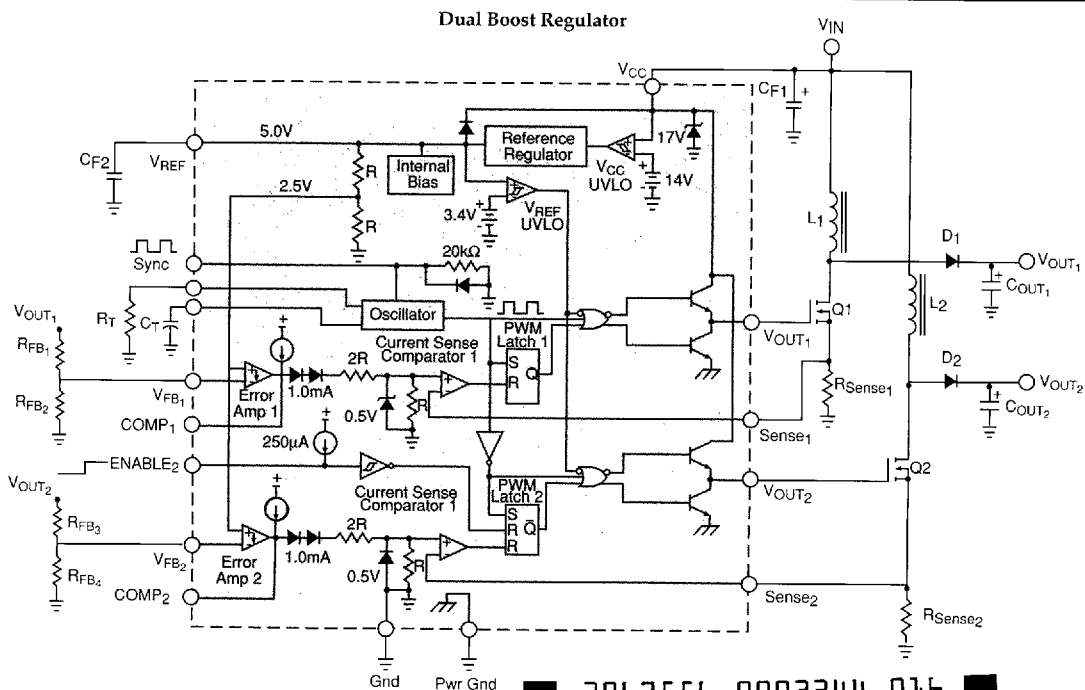 Dual Boost Regulator
VIN
VCC
CF1
+
5.0V
VREF
CF2
Internal Bias
Reference Regulator
VCC UVLO
17V
14V
+
-
R
2.5V
R
3.4V
+
-
VREF UVLO
L1
L2
D1
VOUT1
COUT1
+
Sync
20kΩ
RT
CT
Oscillator
Q1
VOUT1
PWM Latch 1
S
R
Q̅
Current Sense Comparator 1
VOUT1
RFB1
RFB2
VFB1
+
Error Amp 1
1.0mA
2R
0.5V
R
RSense1
D2
VOUT2
COUT2
+
COMP1
+
250µA
Sense1
ENABLE2
VOUT2
Current Sense Comparator 1
PWM Latch 2
S
R
R
Q̅
VOUT2
Q2
RFB3
RFB4
VFB2
+
Error Amp 2
1.0mA
2R
0.5V
R
COMP2
Sense2
RSense2
Gnd
Pwr Gnd